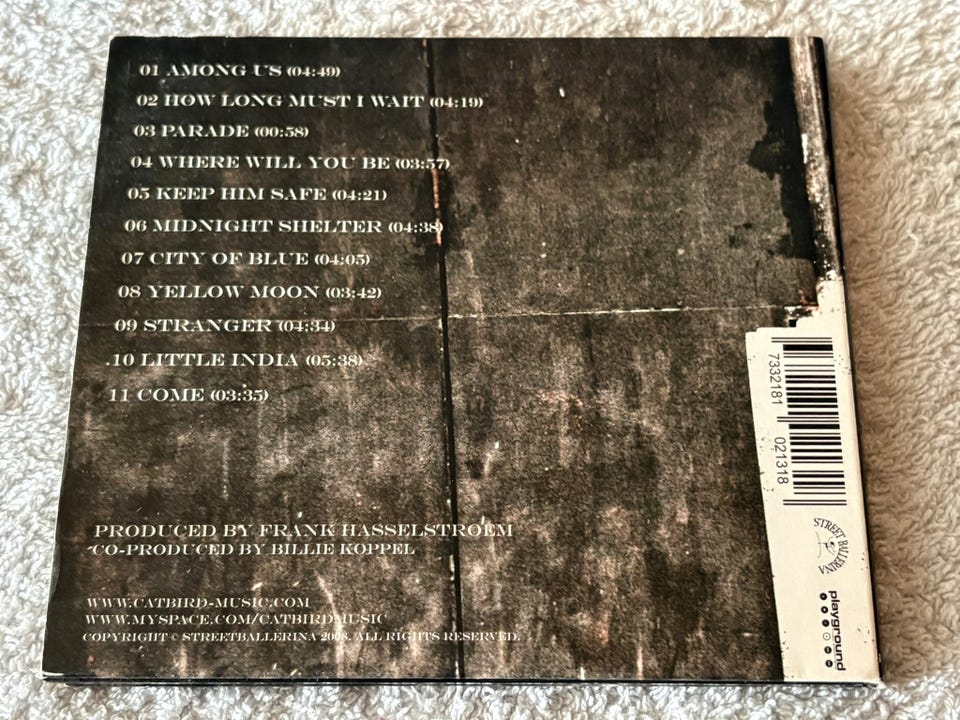 01 AMONG US (04:49)
02 HOW LONG MUST I WAIT (04:19)
03 PARADE (00:58)
04 WHERE WILL YOU BE (03:57)
05 KEEP HIM SAFE (04:21)
06 MIDNIGHT SHELTER (04:38)
07 CITY OF BLUE (04:05)
08 YELLOW MOON (03:42)
09 STRANGER (04:34)
10 LITTLE INDIA (05:38)
11 COME (03:35)
PRODUCED BY FRANK HASSELSTROEM
CO-PRODUCED BY BILLIE KOPPEL
WWW.CATBIRD-MUSIC.COM
WWW.MYSPACE.COM/CATBIRDMUSIC
COPYRIGHT © STREETBALLERINA 2008. ALL RIGHTS RESERVED.
7332181 021318
STREET BALLERINA
playground